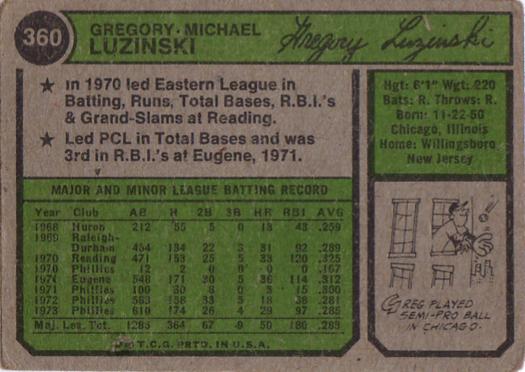 360
GREGORY • MICHAEL
LUZINSKI
Gregory Luzinski
★ In 1970 led Eastern League in
Batting, Runs, Total Bases, R.B.I.'s
& Grand-Slams at Reading.
★ Led PCL in Total Bases and was
3rd in R.B.I.'s at Eugene, 1971.
Hgt: 6'1" Wgt: 220
Bats: R. Throws: R.
Born: 11-22-50
Chicago, Illinois
Home: Willingsboro
New Jersey
MAJOR AND MINOR LEAGUE BATTING RECORD
Year Club AB H 2B 3B HR RBI AVG
1968 Huron 212 55 5 0 13 43 .259
1969 Raleigh-
Durham 454 22 3 31 92 .289
1970 Reading 471 153 25 5 33 120 .325
1970 Phillies 12 2 0 0 0 0 .167
1971 Eugene 548 171 30 5 36 114 .312
1971 Phillies 100 30 8 0 3 15 .300
1972 Phillies 563 158 33 5 18 .281
1973 Phillies 610 174 26 4 29 97 .285
Maj. Lea. Tot. 1285 364 67 9 50 180 .283
T.C.G. PRTD. IN U.S.A.
GREG PLAYED
SEMI-PRO BALL
IN CHICAGO.